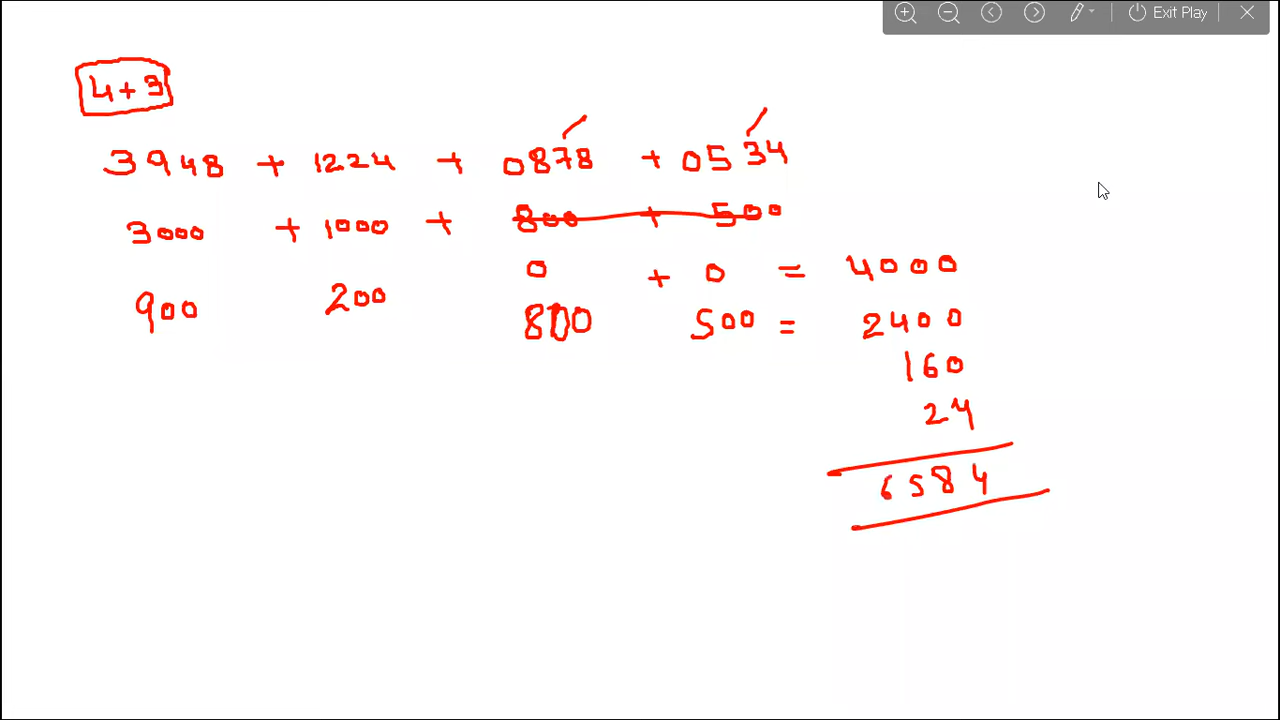 Exit Play
4+3
3948 + 1224 + 0878 + 0534
3000 + 1000 + 800 + 500
0 + 0 = 4000
900 200 800 500 = 2400
160
24
6584